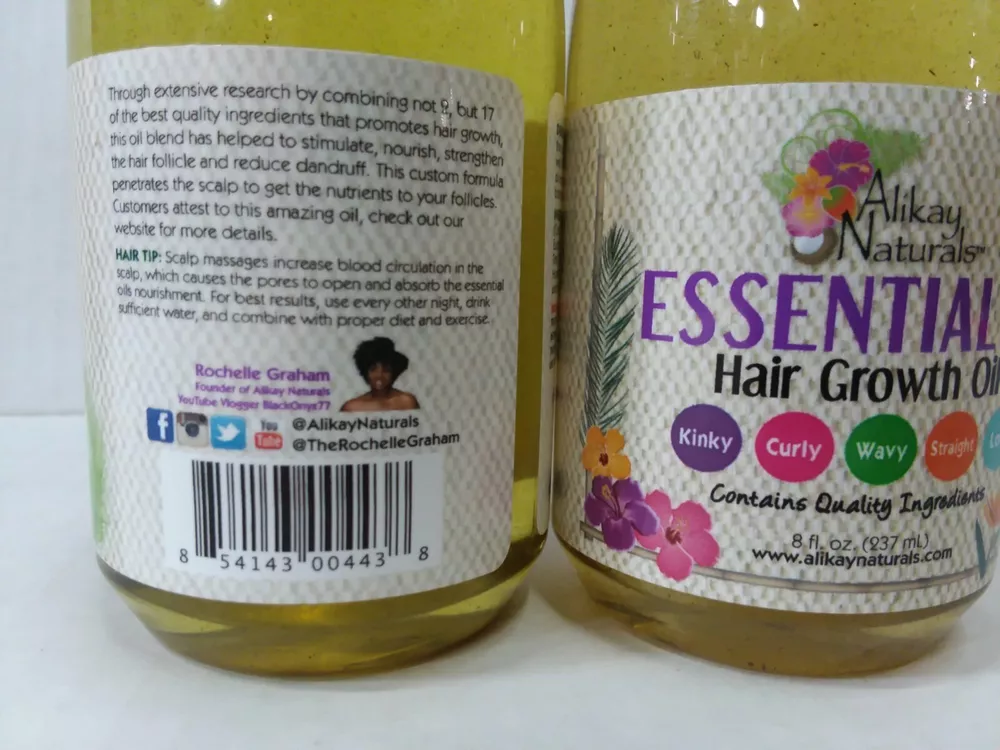 Through extensive research by combining not 9, but 17
of the best quality ingredients that promotes hair growth,
this oil blend has helped to stimulate, nourish, strengthen
the hair follicle and reduce dandruff. This custom formula
penetrates the scalp to get the nutrients to your follicles.
Customers attest to this amazing oil, check out our
website for more details.
HAIR TIP: Scalp massages increase blood circulation in the
scalp, which causes the pores to open and absorb the essential
oils nourishment. For best results, use every other night, drink
sufficient water, and combine with proper diet and exercise.
Rochelle Graham
Founder of Alikay Naturals
YouTube Vlogger BlackOnyx77
f You Tube @AlikayNaturals
@TheRochelleGraham
8 54143 00443 8
Alikay
Naturals™
ESSENTIAL
Hair Growth Oil
Kinky Curly Wavy Straight
Contains Quality Ingredients
8 fl. oz. (237 mL)
www.alikaynaturals.com